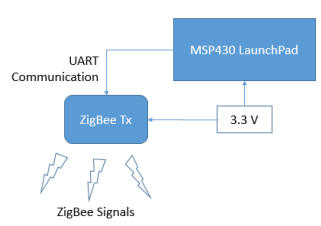 MSP430 LaunchPad
UART
Communication
ZigBee Tx
3.3 V
ZigBee Signals